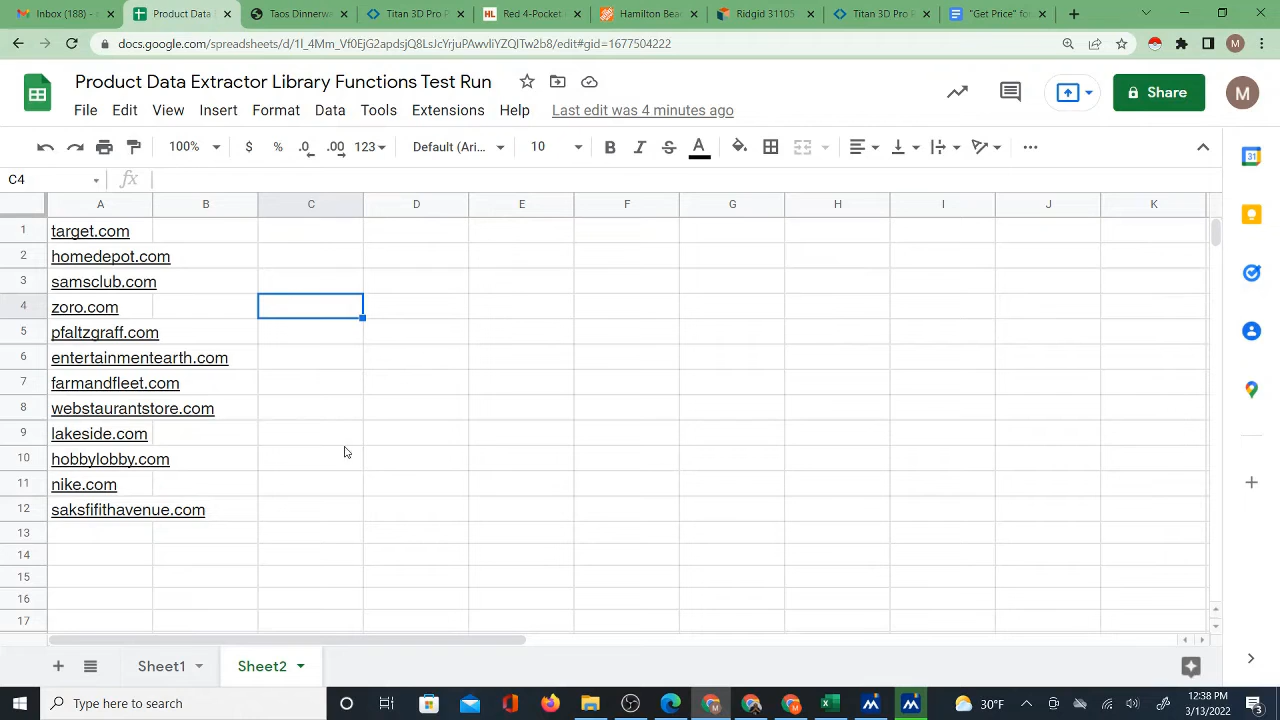 Inbox (88) - e
Product Data
Taos Dinnerw
Titan 3D Pro P
Red 4-Pocket
Hamilton Beac
Ridgid 31105
Titan 3D Pro R
"Get Price" for
docs.google.com/spreadsheets/d/1l_4Mm_Vf0EjG2apdsjQ8LsJcYrjuPAwvliYZQITw2b8/edit#gid=1677504222
M
Product Data Extractor Library Functions Test Run
Share
M
File Edit View Insert Format Data Tools Extensions Help Last edit was 4 minutes ago
100% $ % .0 .00 123 Default (Ari... 10 B I S A
31
C4 fx
A B C D E F G H I J K
1 target.com
2 homedepot.com
3 samsclub.com
4 zoro.com
5 pfaltzgraff.com
6 entertainmentearth.com
7 farmandfleet.com
8 webstaurantstore.com
9 lakeside.com
10 hobbylobby.com
11 nike.com
12 saksfifithavenue.com
13
14
15
16
17
Sheet1 Sheet2
Type here to search
30°F
12:38 PM
3/13/2022